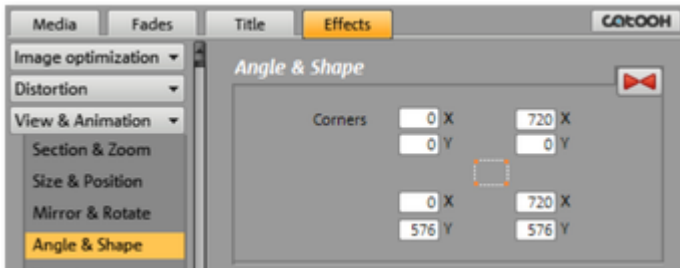 Media Fades Title Effects CATOOH
Image optimization
Distortion
View & Animation
Section & Zoom
Size & Position
Mirror & Rotate
Angle & Shape
Angle & Shape
Corners 0 X 720 X
0 Y 0 Y
0 X 720 X
576 Y 576 Y